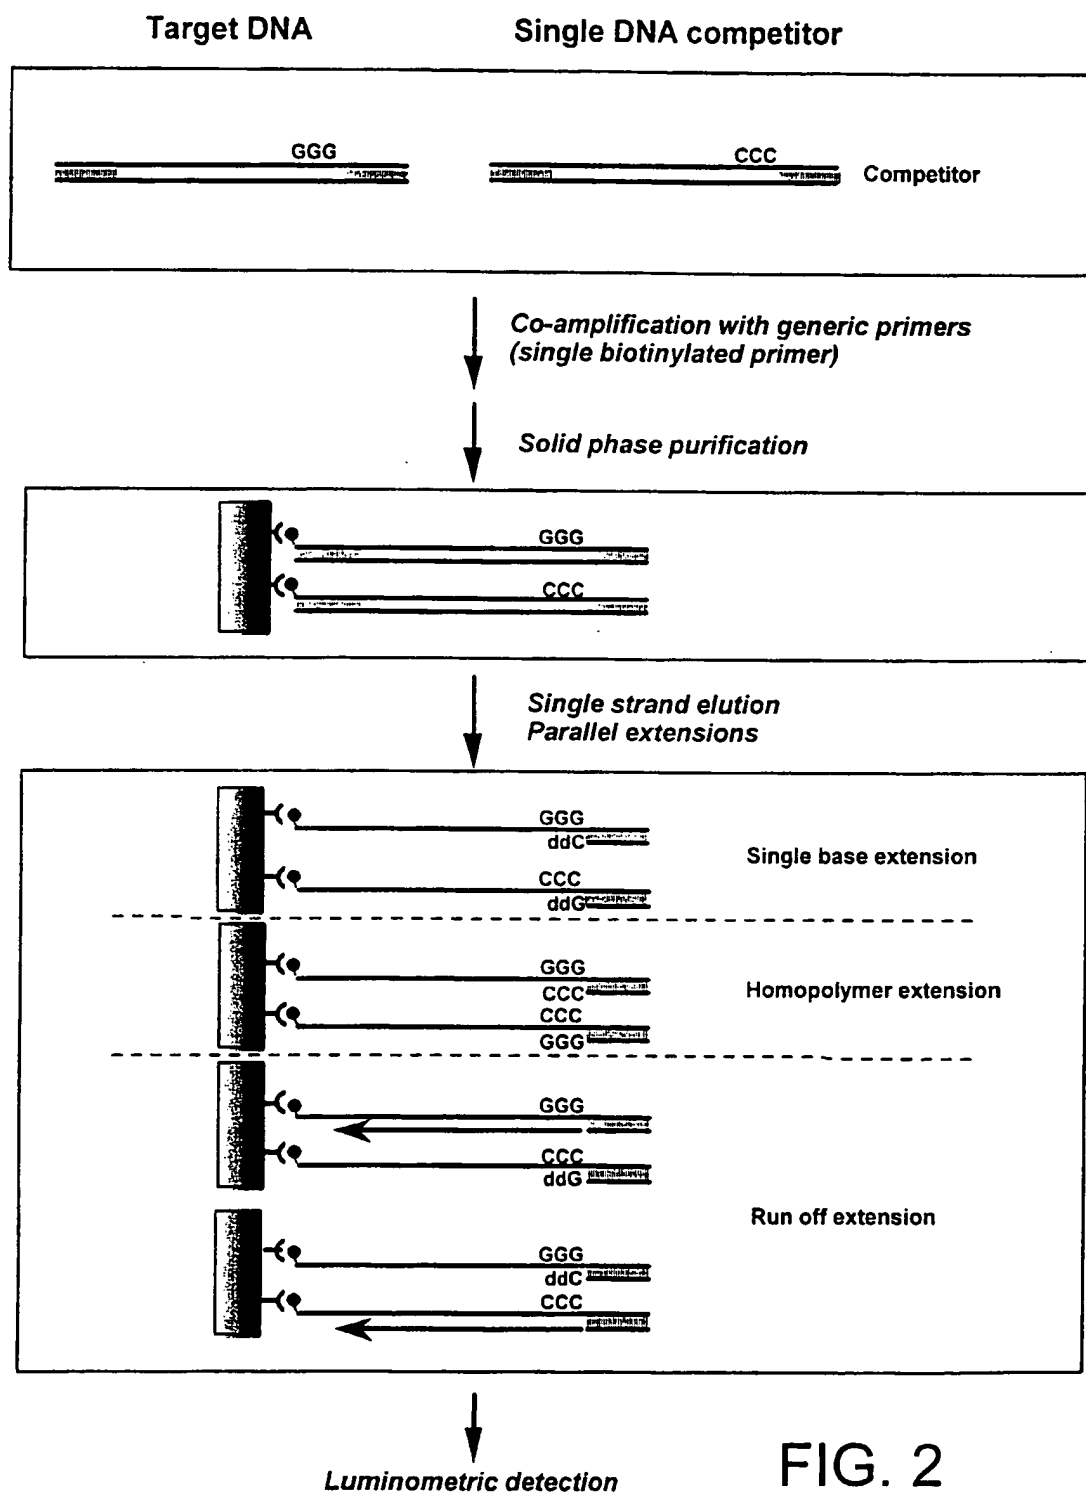 Target DNA
Single DNA competitor
GGG
CCC
Competitor
Co-amplification with generic primers
(single biotinylated primer)
Solid phase purification
GGG
CCC
Single strand elution
Parallel extensions
GGG
ddC
Single base extension
CCC
ddG
GGG
CCC
Homopolymer extension
CCC
GGG
GGG
CCC
ddG
Run off extension
GGG
ddC
CCC
Luminometric detection
FIG. 2